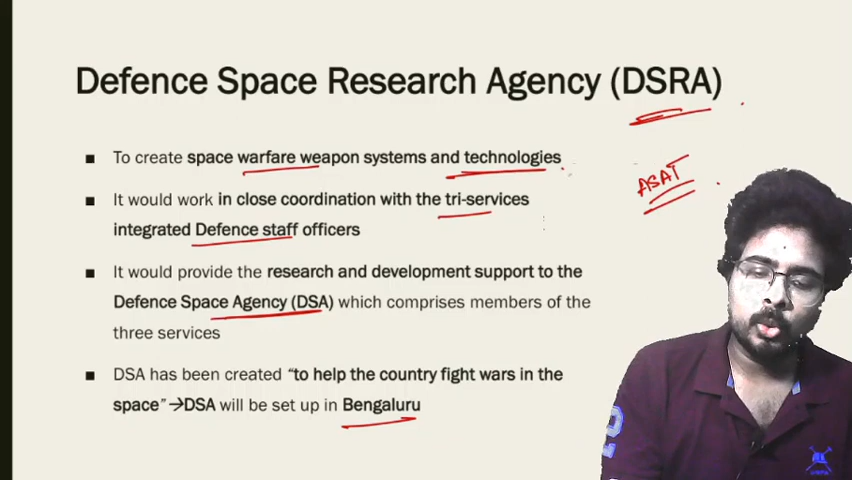 Defence Space Research Agency (DSRA)
▪ To create space warfare weapon systems and technologies
ASAT
▪ It would work in close coordination with the tri-services
integrated Defence staff officers
▪ It would provide the research and development support to the
Defence Space Agency (DSA) which comprises members of the
three services
▪ DSA has been created “to help the country fight wars in the
space” →DSA will be set up in Bengaluru